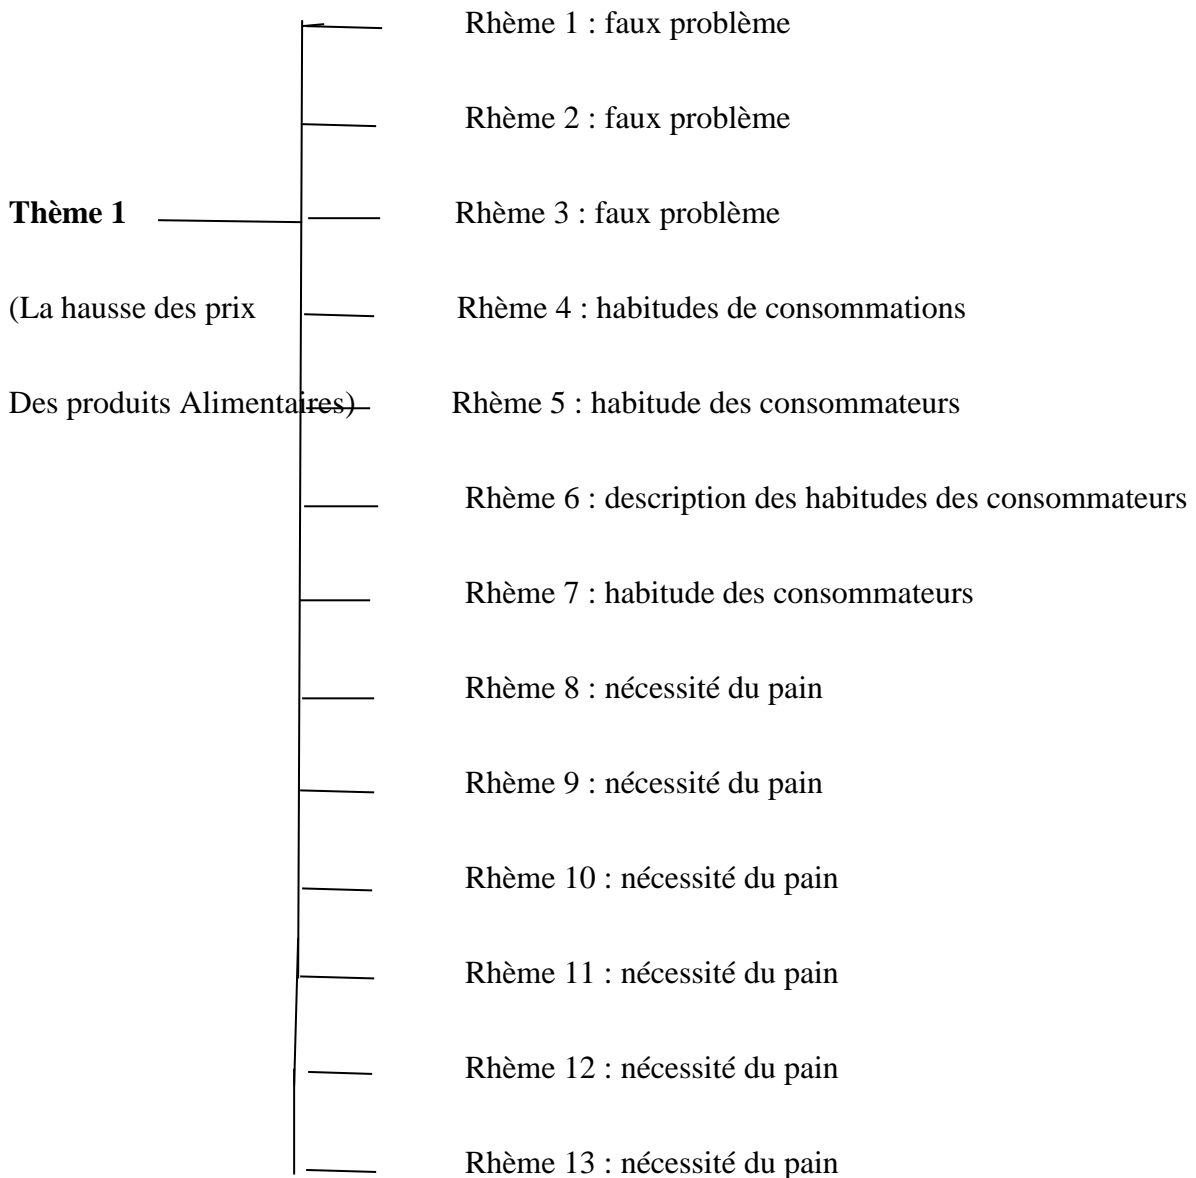 Rhème 1 : faux problème
Rhème 2 : faux problème
Thème 1 Rhème 3 : faux problème
(La hausse des prix Rhème 4 : habitudes de consommations
Des produits Alimentaires) Rhème 5 : habitude des consommateurs
Rhème 6 : description des habitudes des consommateurs
Rhème 7 : habitude des consommateurs
Rhème 8 : nécessité du pain
Rhème 9 : nécessité du pain
Rhème 10 : nécessité du pain
Rhème 11 : nécessité du pain
Rhème 12 : nécessité du pain
Rhème 13 : nécessité du pain